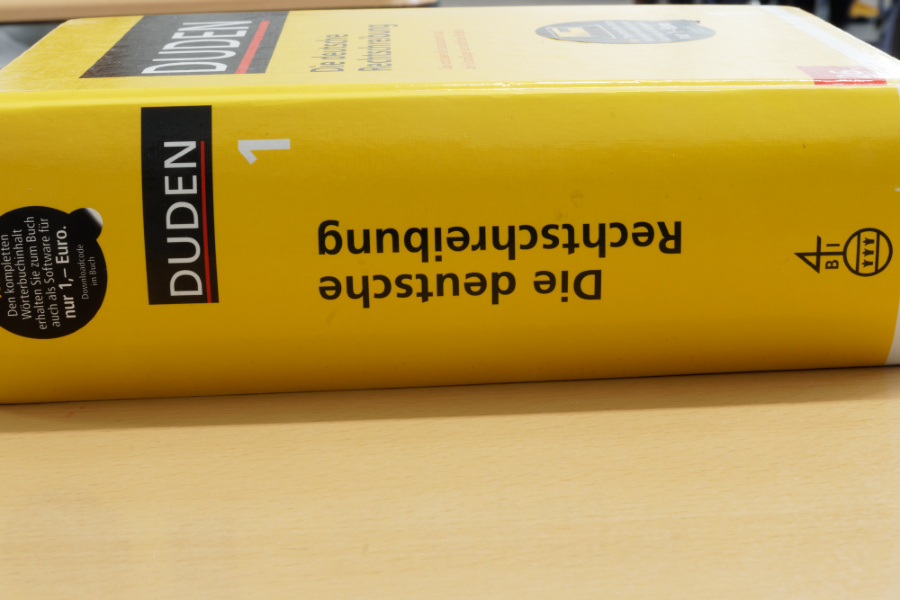 DUDEN
Die deutsche
Rechtschreibung
DUDEN
1
Die deutsche
Rechtschreibung
Den kompletten
Wörterbuchinhalt
erhalten Sie zum Buch
auch als Software für
nur 1,– Euro.
Downloadcode
im Buch
B I